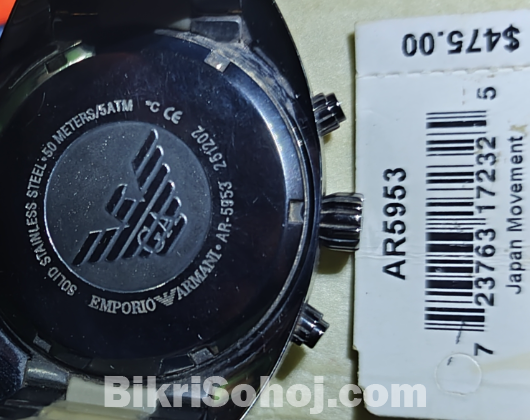 SOLID STAINLESS STEEL • 50 METERS/5ATM °C CE
251202
AR-5953 •
EMPORIO ARMANI
GA
$475.00
AR5953
7 23763 17232 5
Japan Movement
BikriSohoj.com